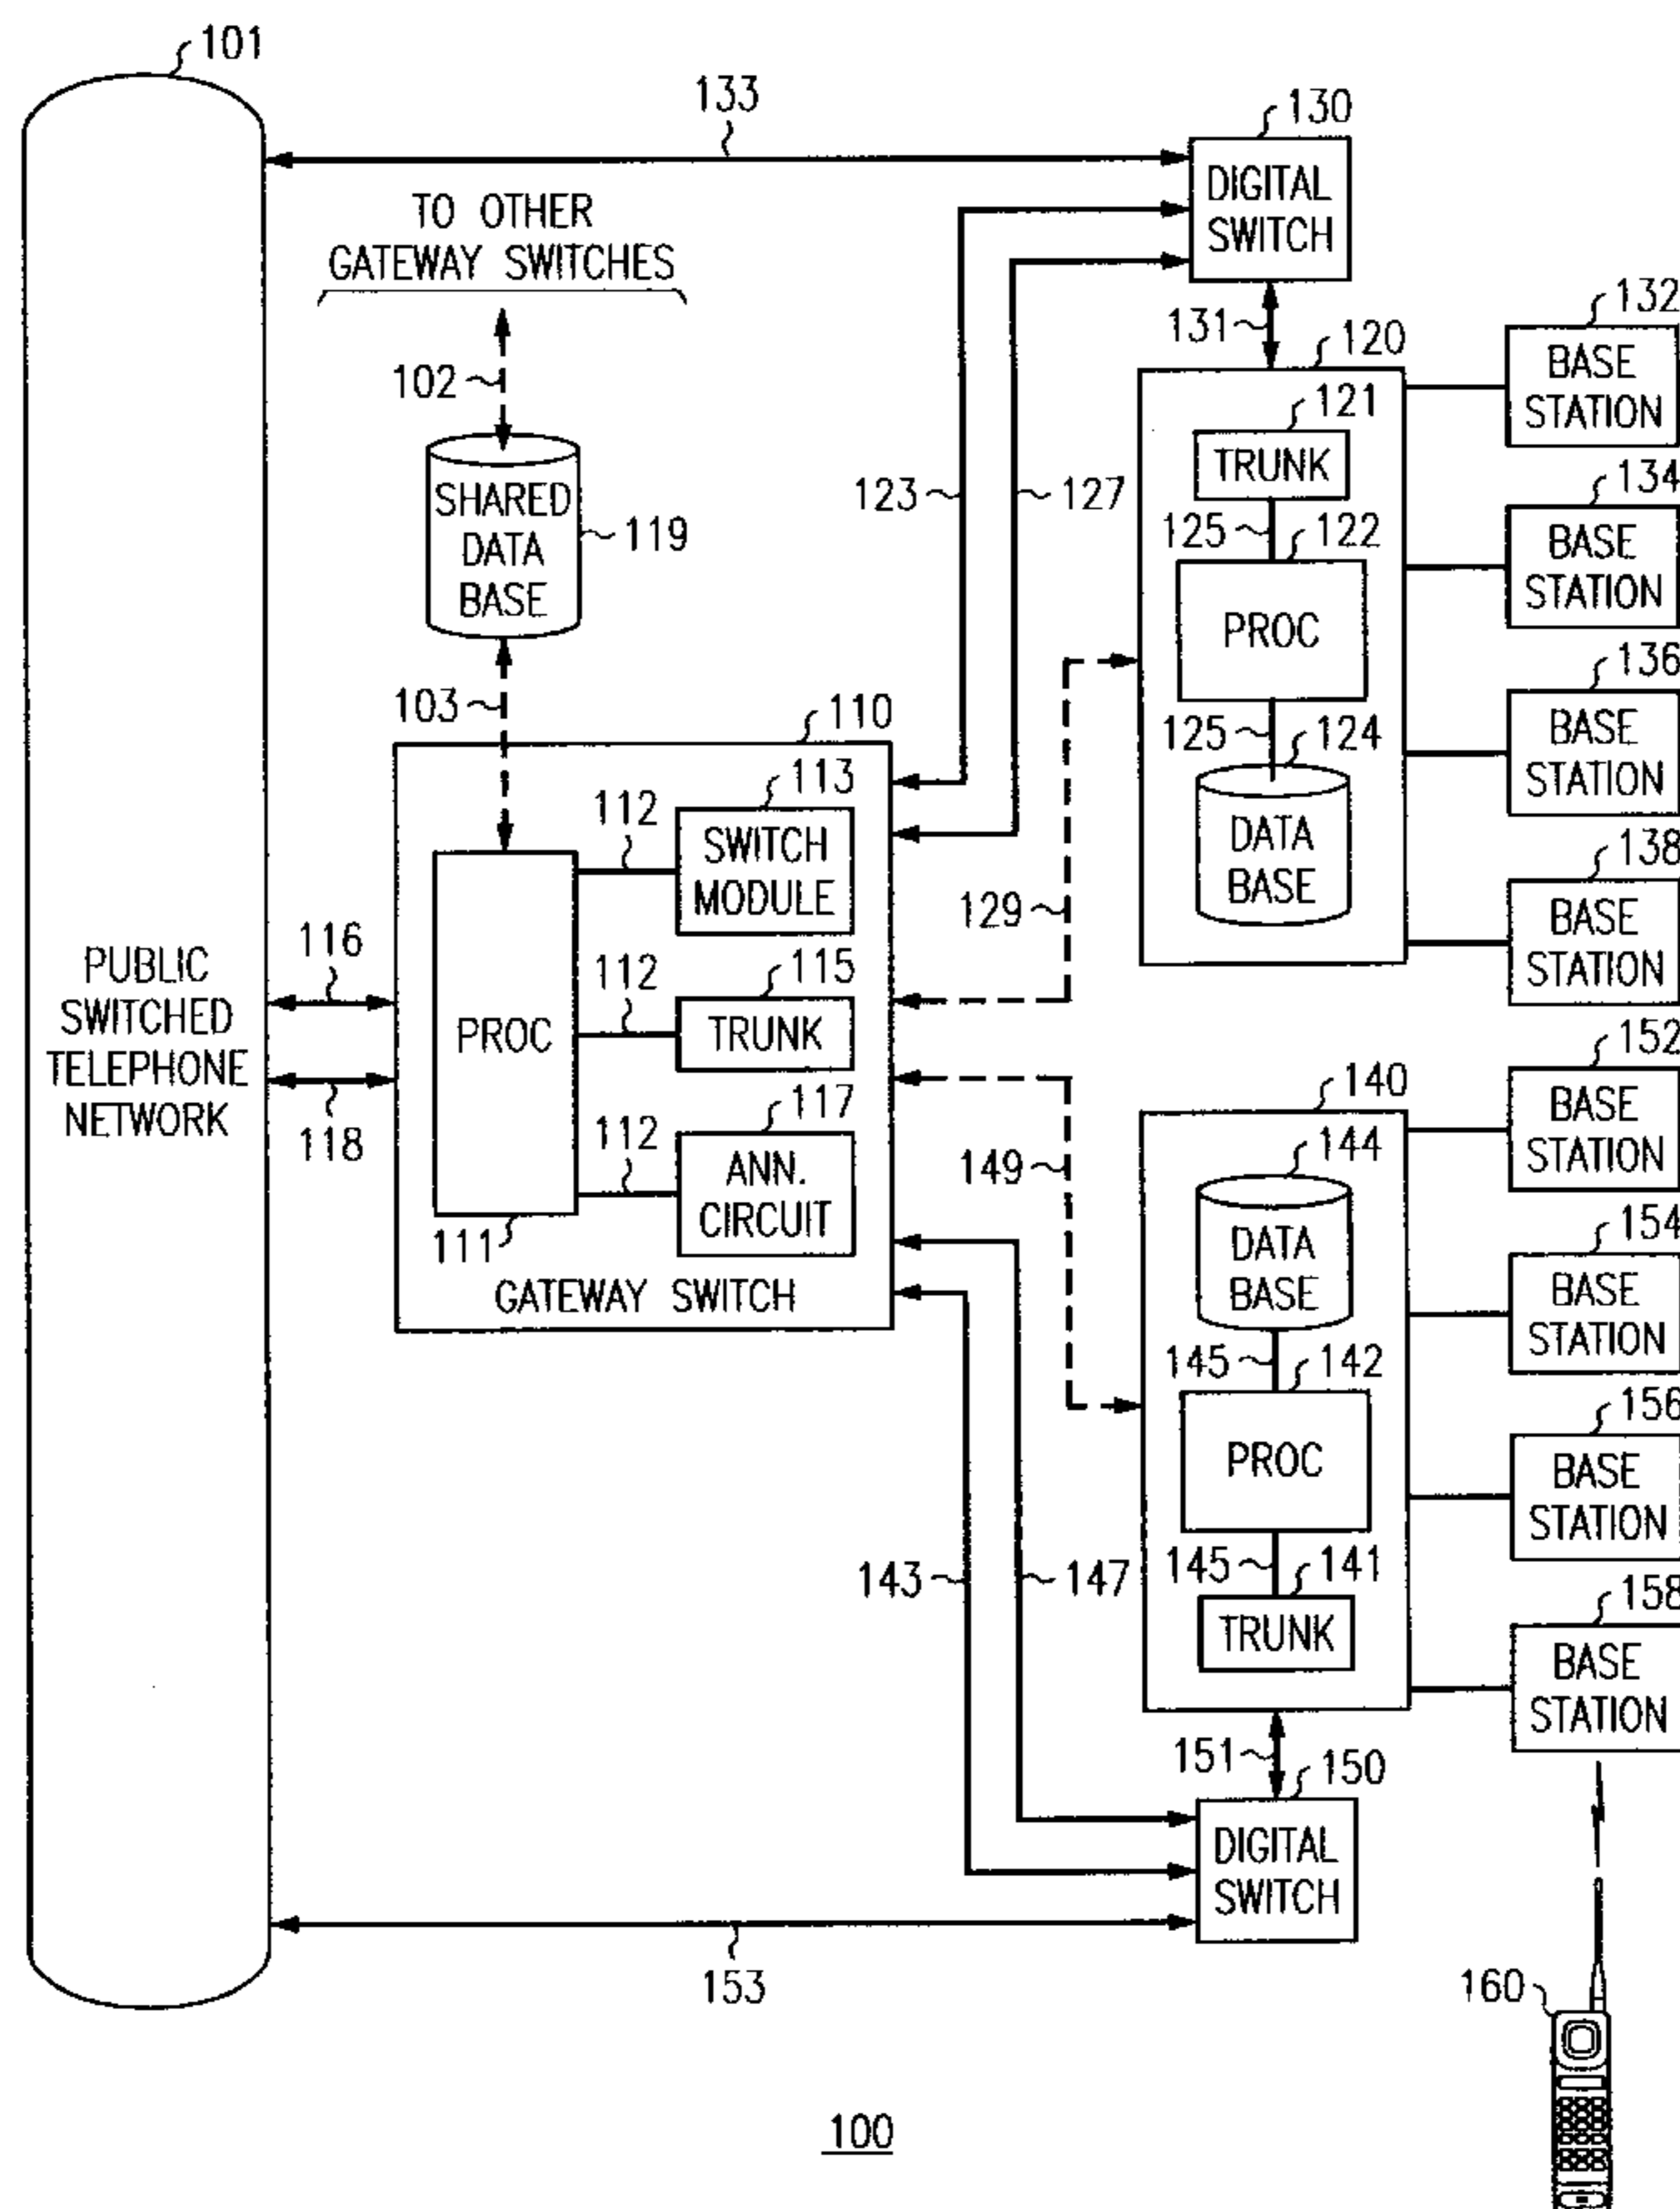 101
133
130
DIGITAL
SWITCH
TO OTHER
GATEWAY SWITCHES
102
SHARED
DATA
BASE
119
123
127
131
120
132
BASE
STATION
121
TRUNK
125
122
134
BASE
STATION
PROC
103
110
125
124
136
BASE
STATION
DATA
BASE
112
113
SWITCH
MODULE
129
138
BASE
STATION
PUBLIC
SWITCHED
TELEPHONE
NETWORK
116
118
PROC
111
112
115
TRUNK
112
117
ANN.
CIRCUIT
GATEWAY SWITCH
149
140
152
BASE
STATION
144
DATA
BASE
154
BASE
STATION
145
142
PROC
156
BASE
STATION
143
147
145
141
TRUNK
158
BASE
STATION
151
150
DIGITAL
SWITCH
153
160
100